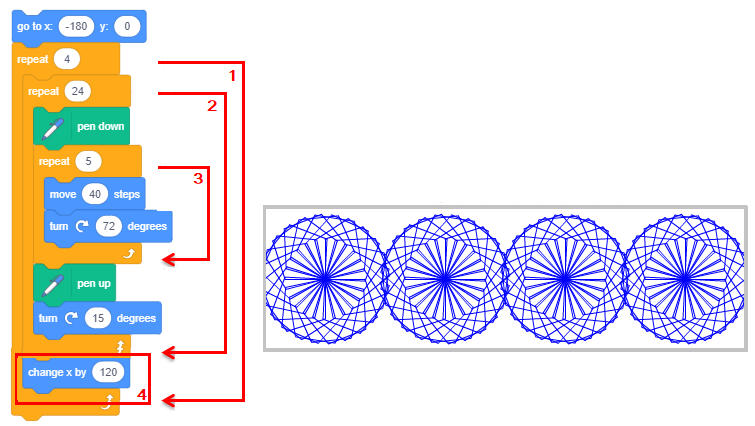 go to x: -180 y: 0
repeat 4
1
repeat 24
2
pen down
repeat 5
3
move 40 steps
turn 72 degrees
pen up
turn 15 degrees
change x by 120
4